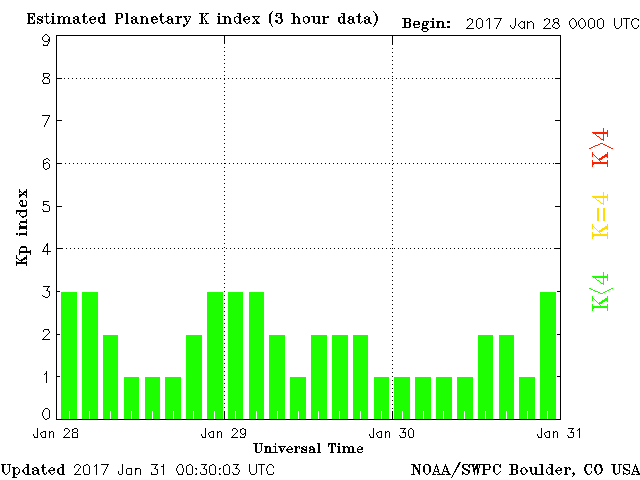 Estimated Planetary K index (3 hour data) Begin: 2017 Jan 28 0000 UTC
9
8
7
6
5
4
3
2
1
0
Kp index
K>4
K=4
K<4
Jan 28 Jan 29 Jan 30 Jan 31
Universal Time
Updated 2017 Jan 31 00:30:03 UTC NOAA/SWPC Boulder, CO USA